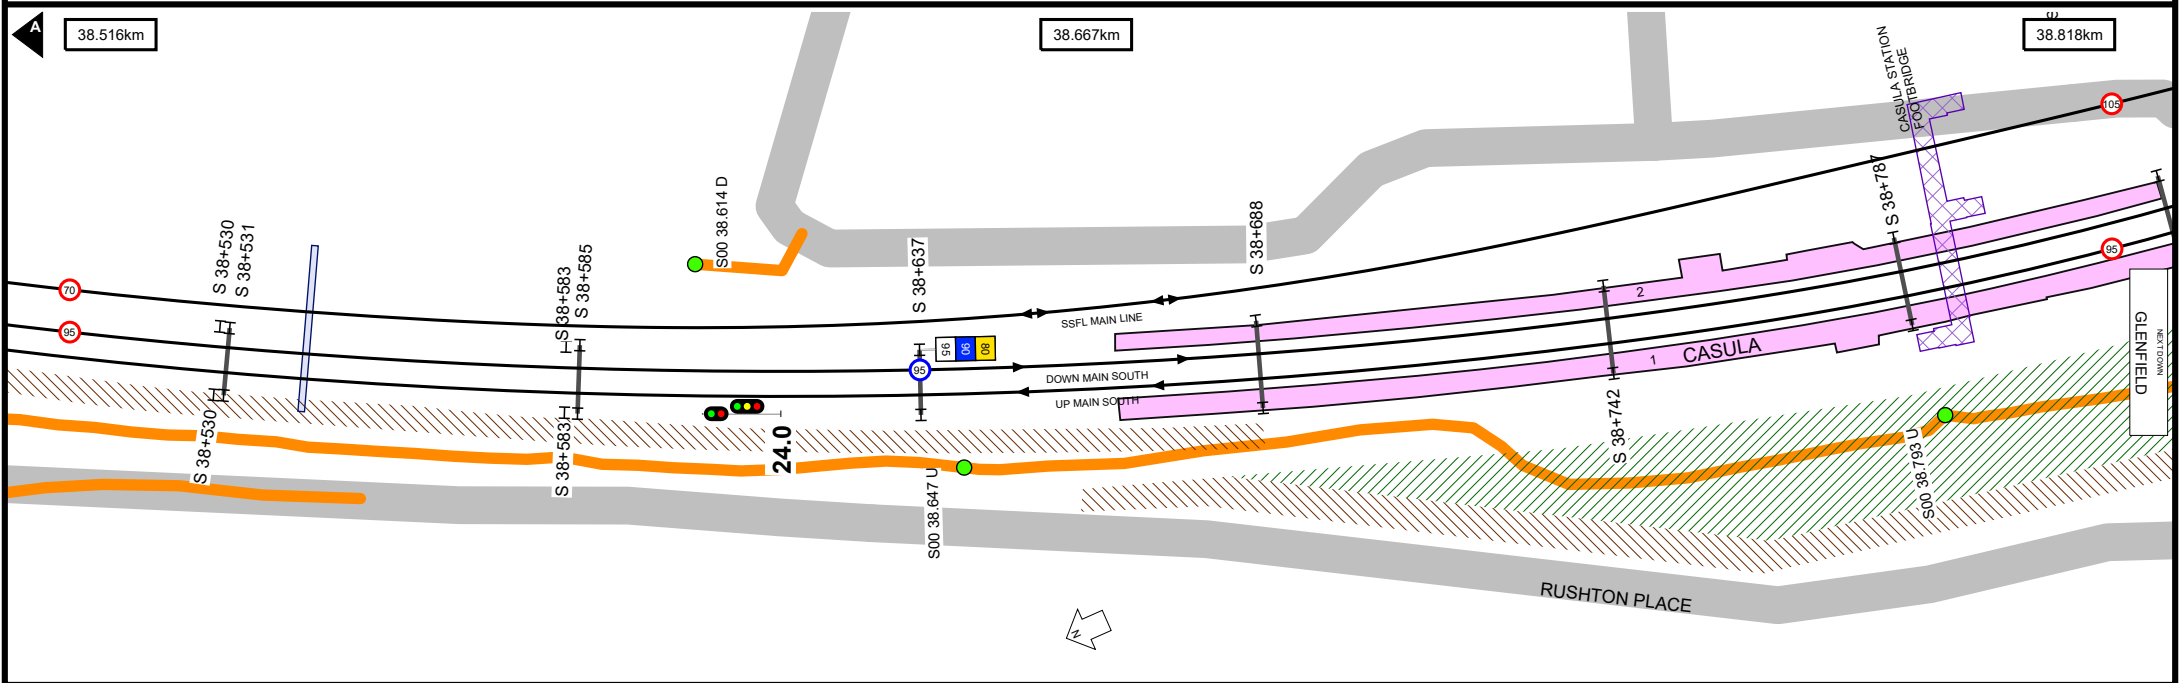 A
38.516km
38.667km
38.818km
CASULA STATION
FOOTBRIDGE
105
S 38+530
S 38+531
S 38+583
S 38+585
S00 38.614 D
S 38+637
S 38+688
S 38+787
70
95
95
SSFL MAIN LINE
2
95 90 80
95
DOWN MAIN SOUTH
UP MAIN SOUTH
1
CASULA
GLENFIELD
NEXT DOWN
S 38+530
S 38+583
24.0
S00 38.647 U
S 38+742
S00 38.793 U
RUSHTON PLACE
N